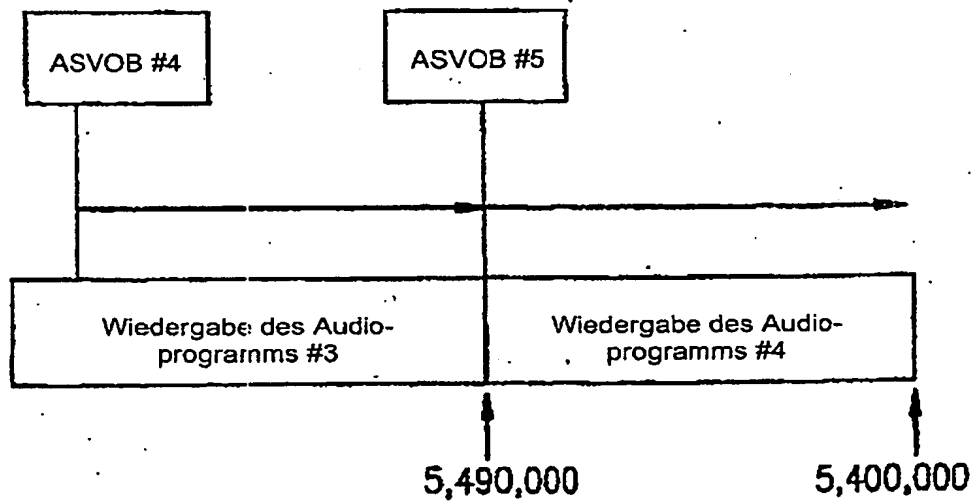 ASVOB #4
ASVOB #5
Wiedergabe des Audio-
programms #3
Wiedergabe des Audio-
programms #4
5,490,000
5,400,000